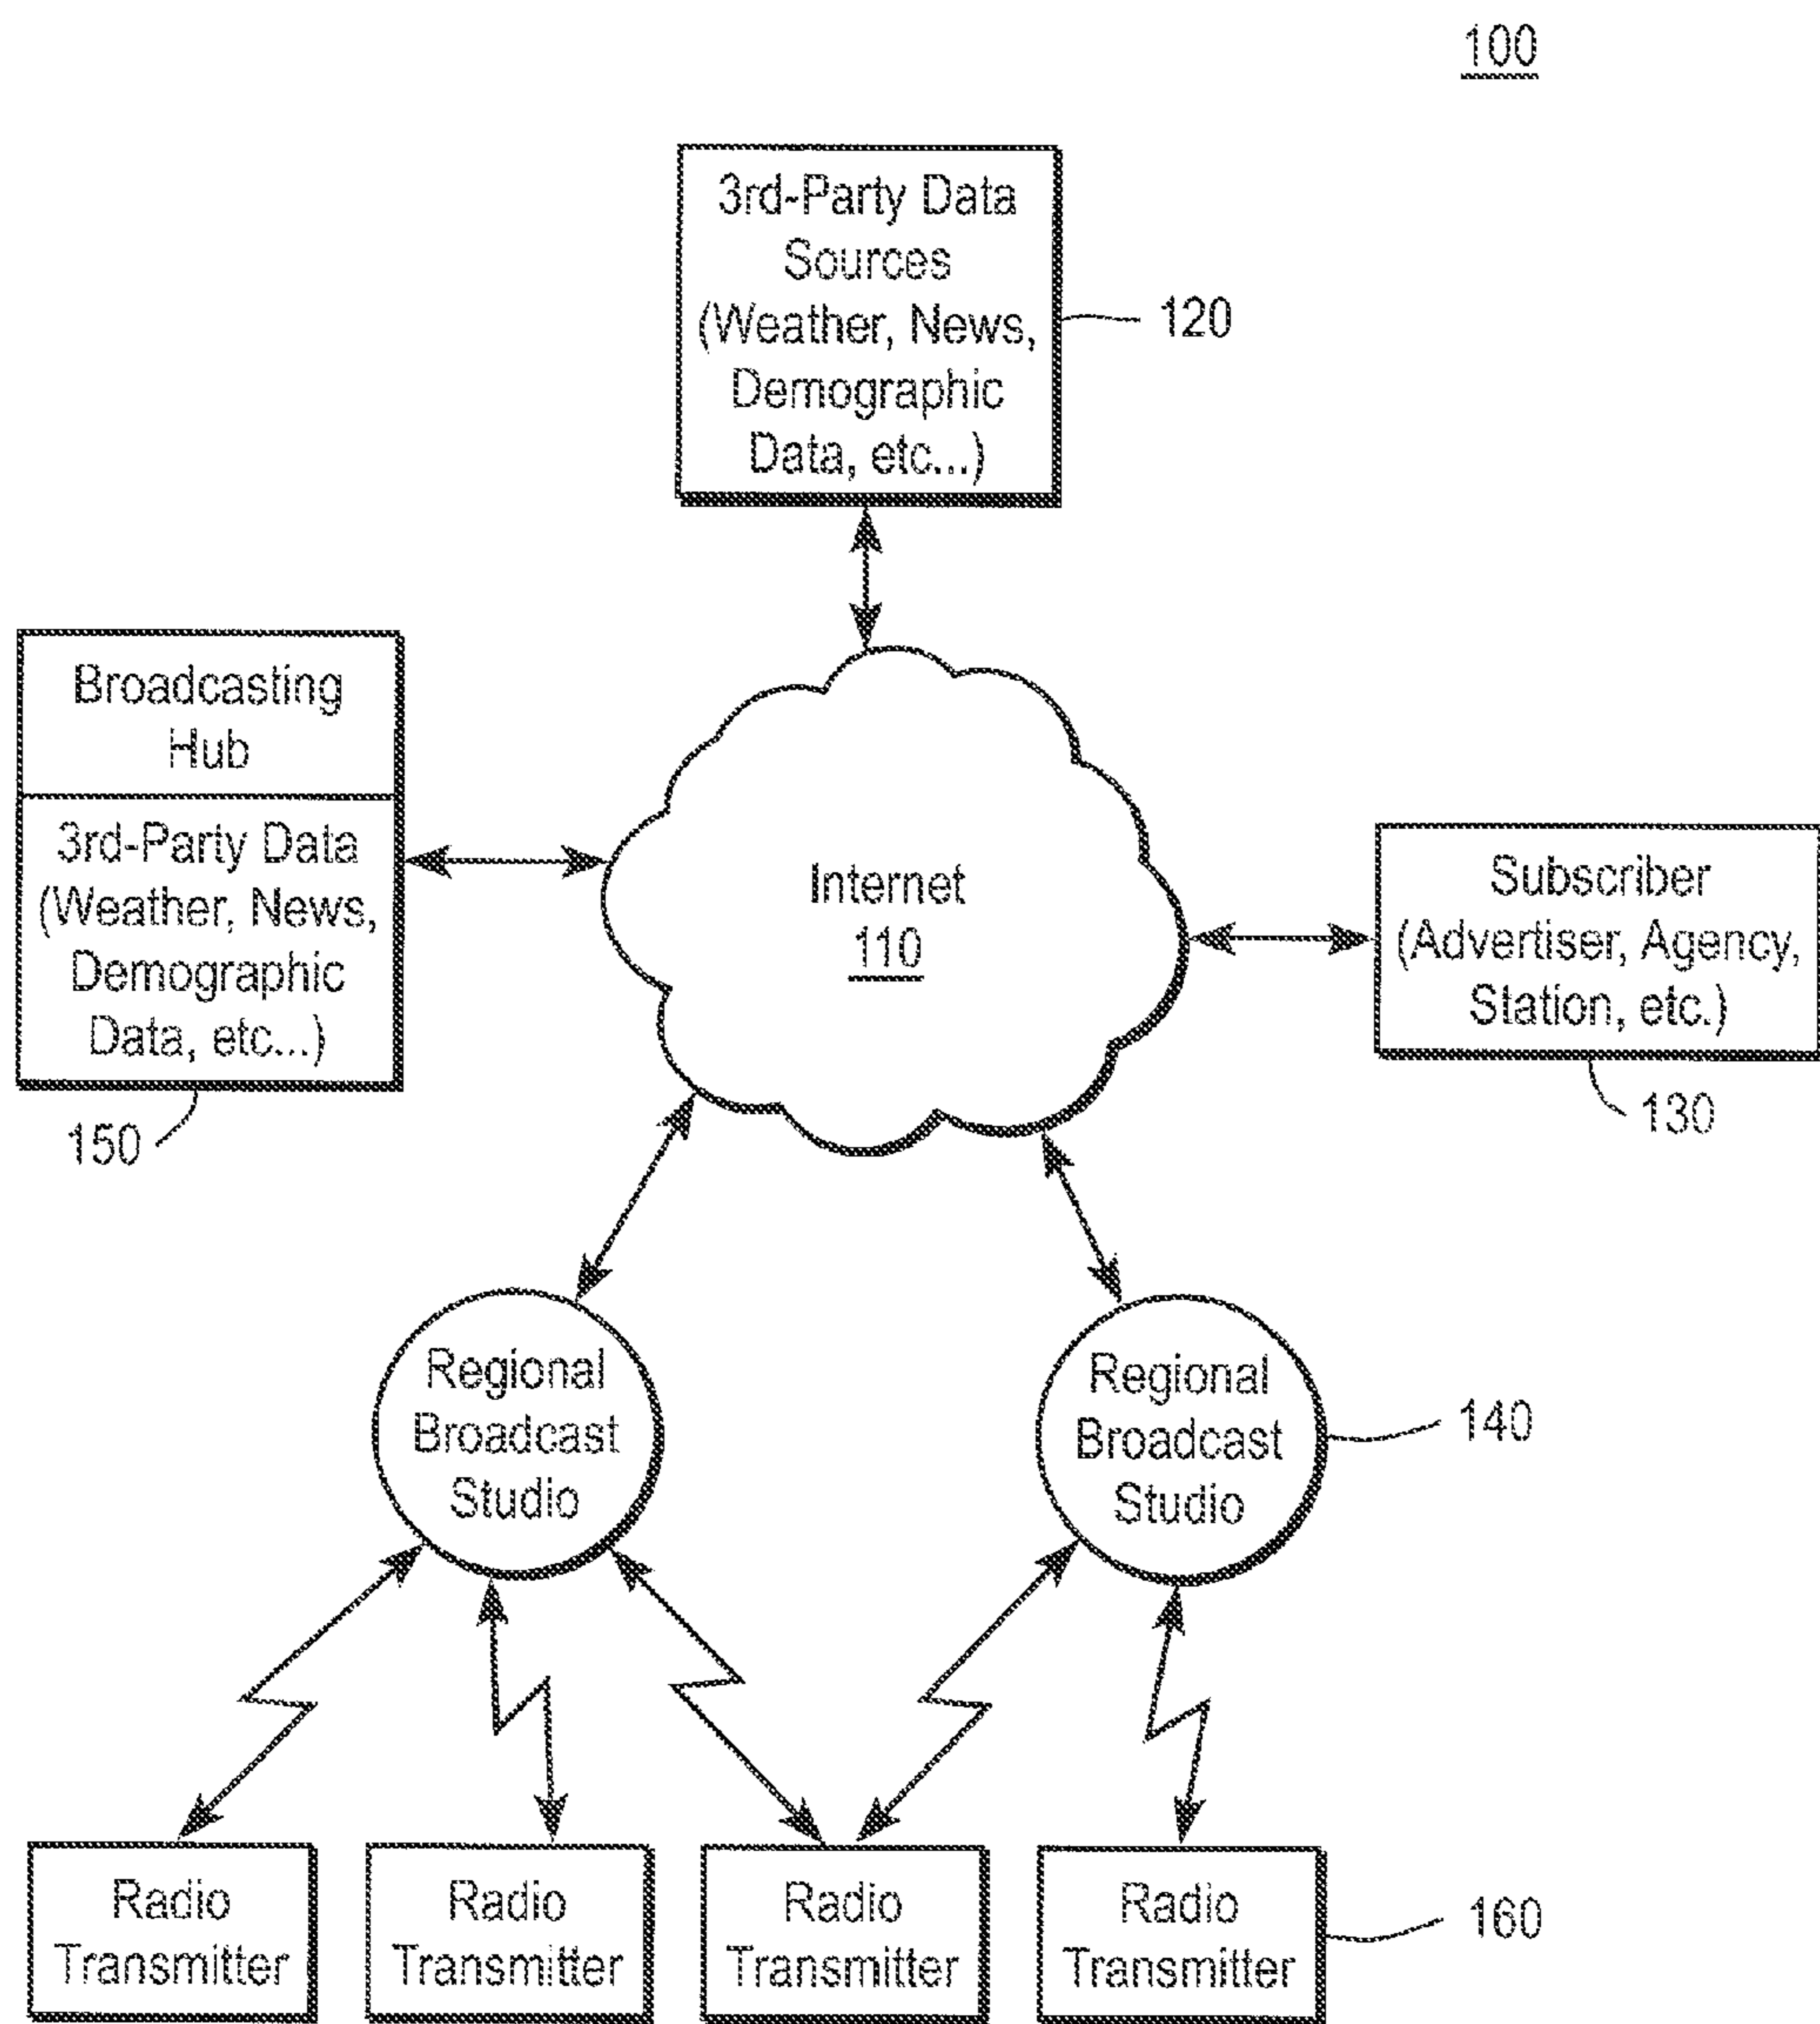 100
3rd-Party Data
Sources
(Weather, News,
Demographic
Data, etc...)
120
Broadcasting
Hub
3rd-Party Data
(Weather, News,
Demographic
Data, etc...)
150
Internet
110
Subscriber
(Advertiser, Agency,
Station, etc.)
130
Regional
Broadcast
Studio
Regional
Broadcast
Studio
140
Radio
Transmitter
Radio
Transmitter
Radio
Transmitter
Radio
Transmitter
160